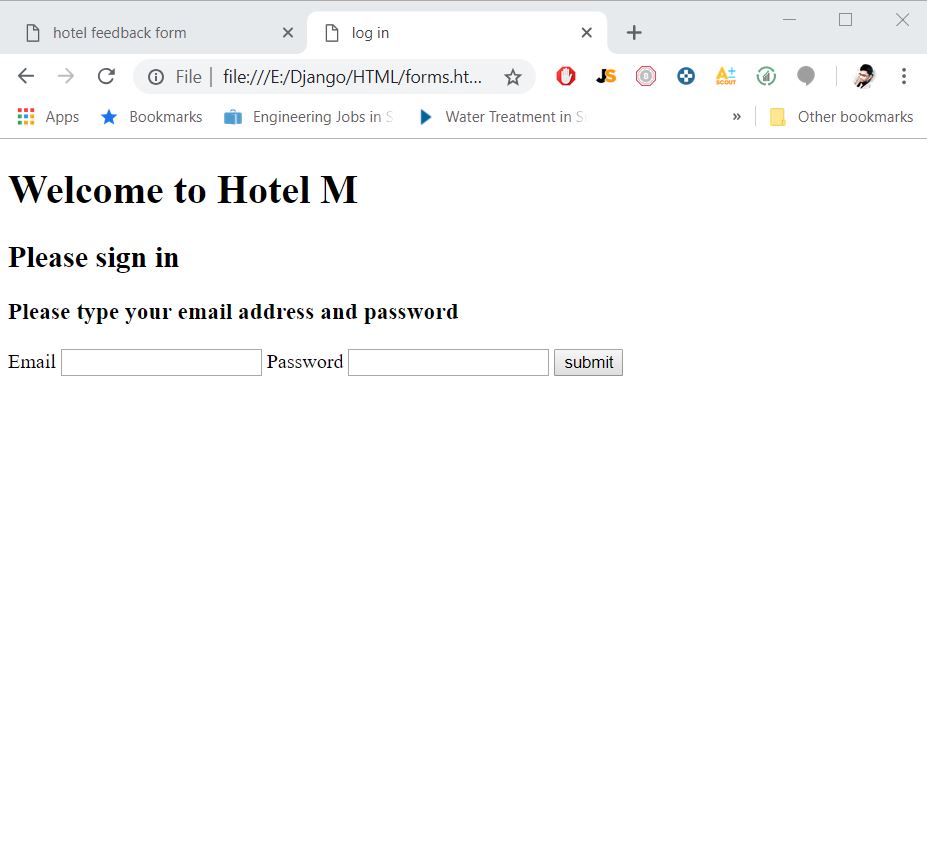 hotel feedback form
log in
File | file:///E:/Django/HTML/forms.ht...
JS
A+
SCOUT
Apps
Bookmarks
Engineering Jobs in S
Water Treatment in S
»
Other bookmarks
Welcome to Hotel M
Please sign in
Please type your email address and password
Email Password submit